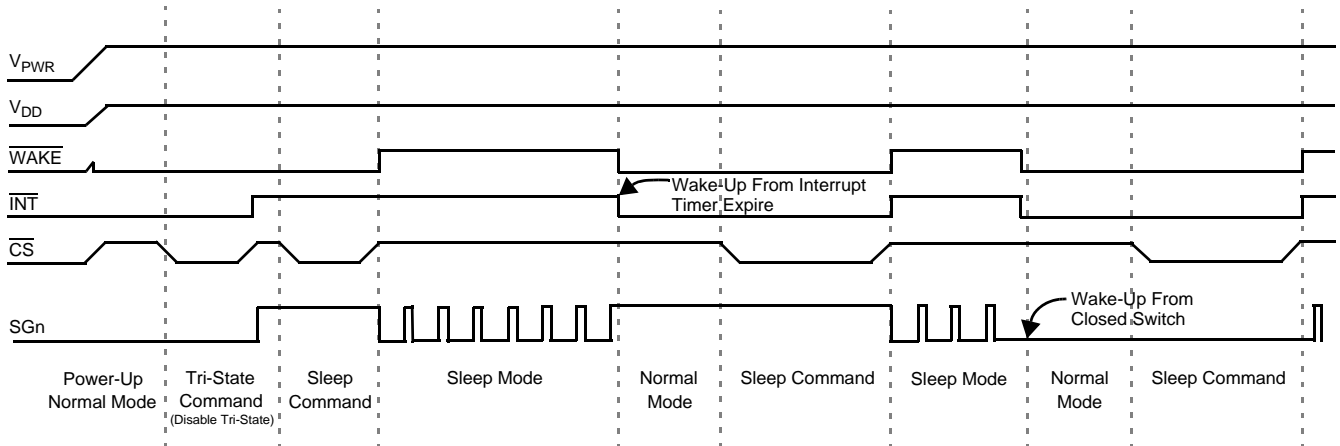 VPWR
VDD
WAKE
INT
Wake-Up From Interrupt
Timer Expire
CS
SGn
Wake-Up From
Closed Switch
Power-Up
Normal Mode
Tri-State
Command
(Disable Tri-State)
Sleep
Command
Sleep Mode
Normal
Mode
Sleep Command
Sleep Mode
Normal
Mode
Sleep Command